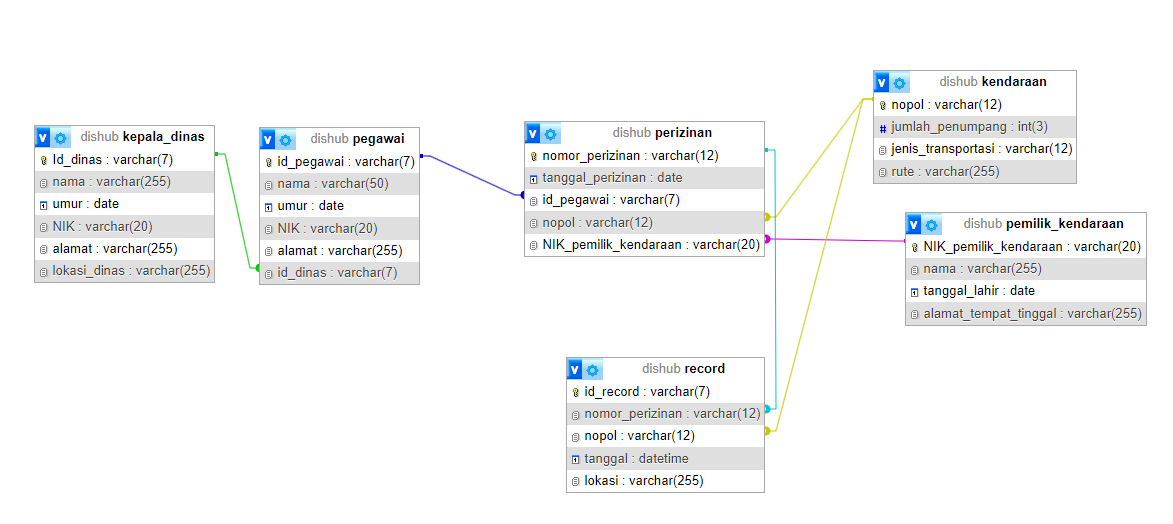 dishub kepala_dinas
Id_dinas : varchar(7)
nama : varchar(255)
umur : date
NIK : varchar(20)
alamat : varchar(255)
lokasi_dinas : varchar(255)
dishub pegawai
id_pegawai : varchar(7)
nama : varchar(50)
umur : date
NIK : varchar(20)
alamat : varchar(255)
id_dinas : varchar(7)
dishub perizinan
nomor_perizinan : varchar(12)
tanggal_perizinan : date
id_pegawai : varchar(7)
nopol : varchar(12)
NIK_pemilik_kendaraan : varchar(20)
dishub kendaraan
nopol : varchar(12)
# jumlah_penumpang : int(3)
jenis_transportasi : varchar(12)
rute : varchar(255)
dishub pemilik_kendaraan
NIK_pemilik_kendaraan : varchar(20)
nama : varchar(255)
tanggal_lahir : date
alamat_tempat_tinggal : varchar(255)
dishub record
id_record : varchar(7)
nomor_perizinan : varchar(12)
nopol : varchar(12)
tanggal : datetime
lokasi : varchar(255)